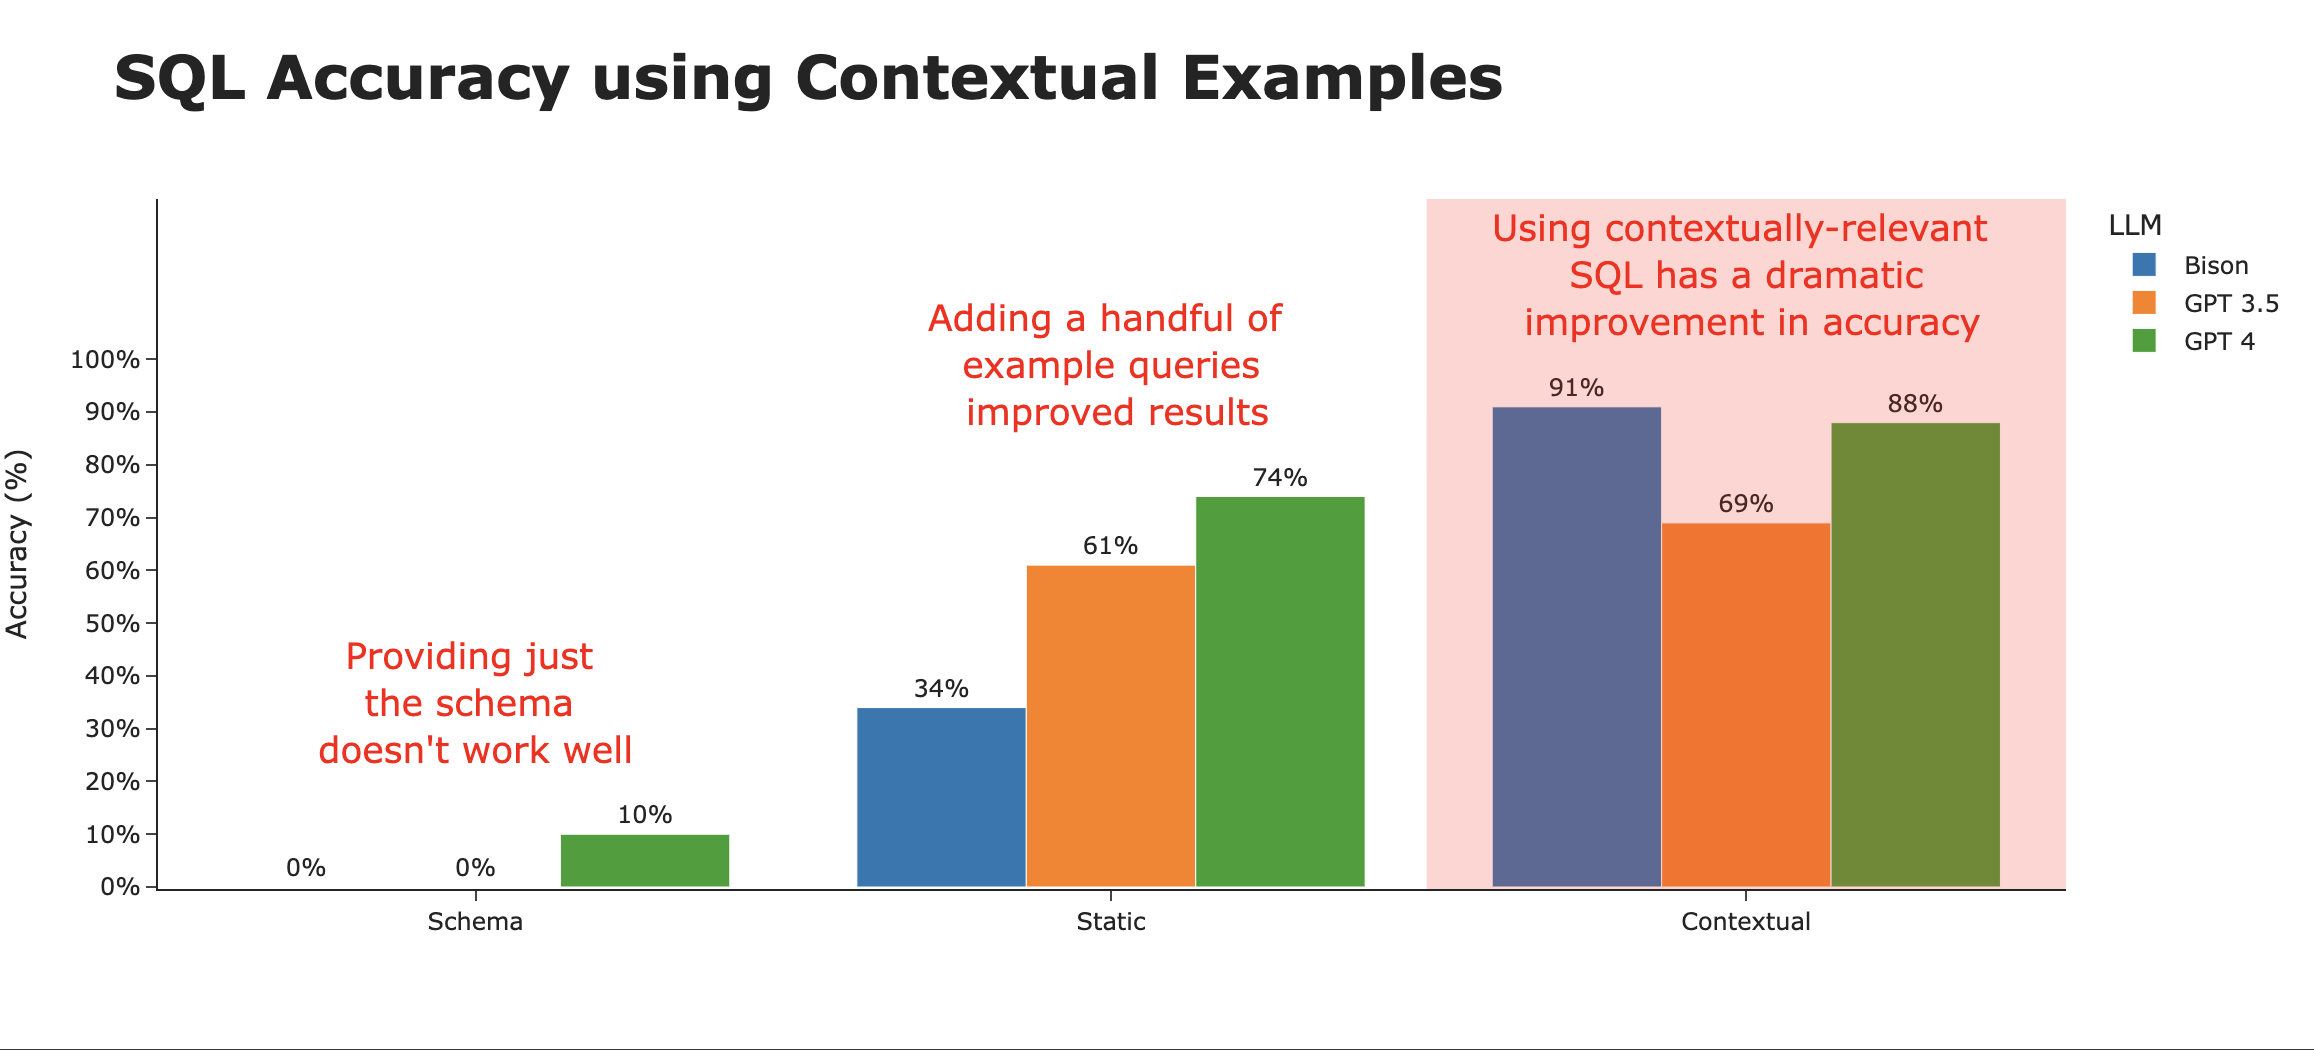 SQL Accuracy using Contextual Examples
Using contextually-relevant
SQL has a dramatic
improvement in accuracy
LLM
Bison
GPT 3.5
GPT 4
Adding a handful of
example queries
improved results
Providing just
the schema
doesn't work well
Accuracy (%)
100%
90%
80%
70%
60%
50%
40%
30%
20%
10%
0%
0%
0%
10%
34%
61%
74%
91%
69%
88%
Schema
Static
Contextual